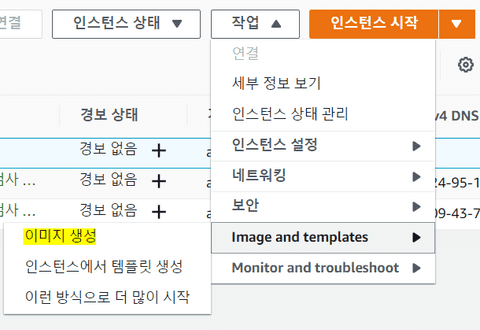 연결
인스턴스 상태
작업
인스턴스 시작
연결
세부 정보 보기
인스턴스 상태 관리
경보 상태
v4 DNS
인스턴스 설정
경보 없음
네트워킹
경보 없음
24-95-1
보안
경보 없음
09-43-7
이미지 생성
Image and templates
인스턴스에서 템플릿 생성
Monitor and troubleshoot
이런 방식으로 더 많이 시작